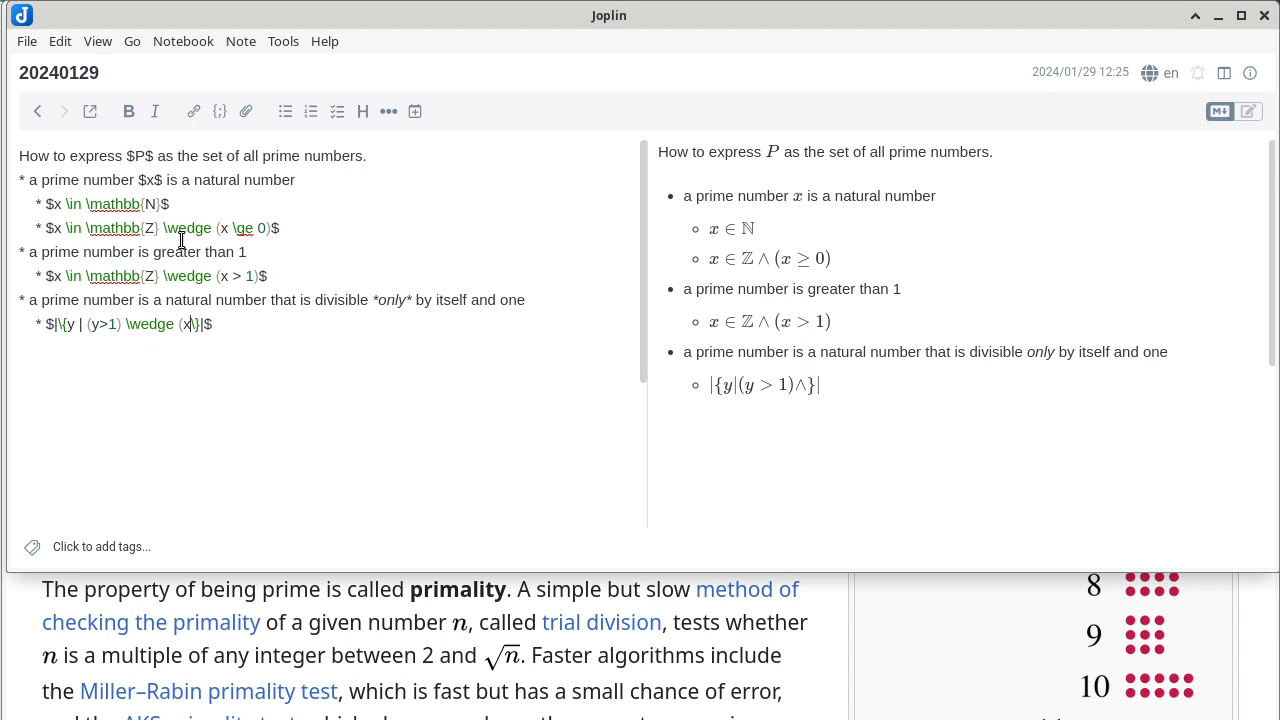 Joplin
File Edit View Go Notebook Note Tools Help
20240129
2024/01/29 12:25 en
B I {;} H M
How to express $P$ as the set of all prime numbers.
* a prime number $x$ is a natural number
* $x \in \mathbb{N}$
* $x \in \mathbb{Z} \wedge (x \ge 0)$
* a prime number is greater than 1
* $x \in \mathbb{Z} \wedge (x > 1)$
* a prime number is a natural number that is divisible *only* by itself and one
* $|\{y | (y>1) \wedge (x\}|$
How to express P as the set of all prime numbers.
• a prime number x is a natural number
◦ x ∈ ℕ
◦ x ∈ ℤ ∧ (x ≥ 0)
• a prime number is greater than 1
◦ x ∈ ℤ ∧ (x > 1)
• a prime number is a natural number that is divisible only by itself and one
◦ |{y|(y > 1)∧}|
Click to add tags...
The property of being prime is called primality. A simple but slow method of
checking the primality of a given number n, called trial division, tests whether
n is a multiple of any integer between 2 and √n. Faster algorithms include
the Miller–Rabin primality test, which is fast but has a small chance of error,
8
9
10